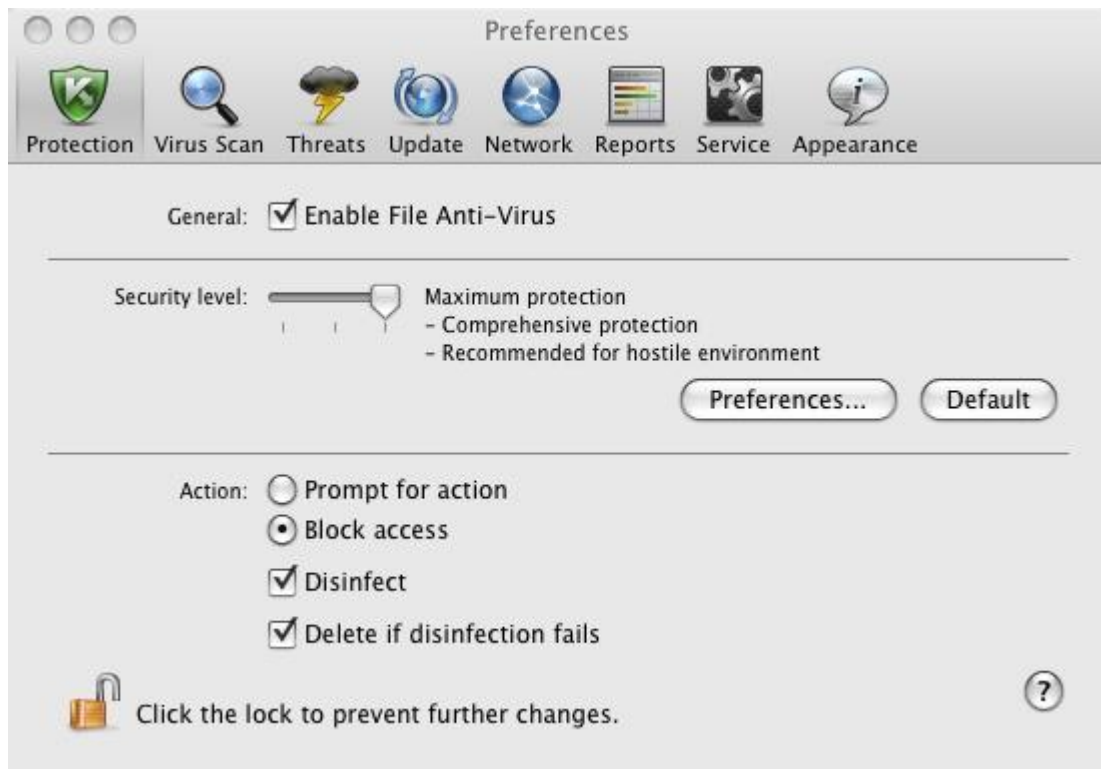 Preferences
Protection Virus Scan Threats Update Network Reports Service Appearance
General: Enable File Anti-Virus
Security level: Maximum protection
- Comprehensive protection
- Recommended for hostile environment
Preferences... Default
Action: Prompt for action
Block access
Disinfect
Delete if disinfection fails
Click the lock to prevent further changes.
?